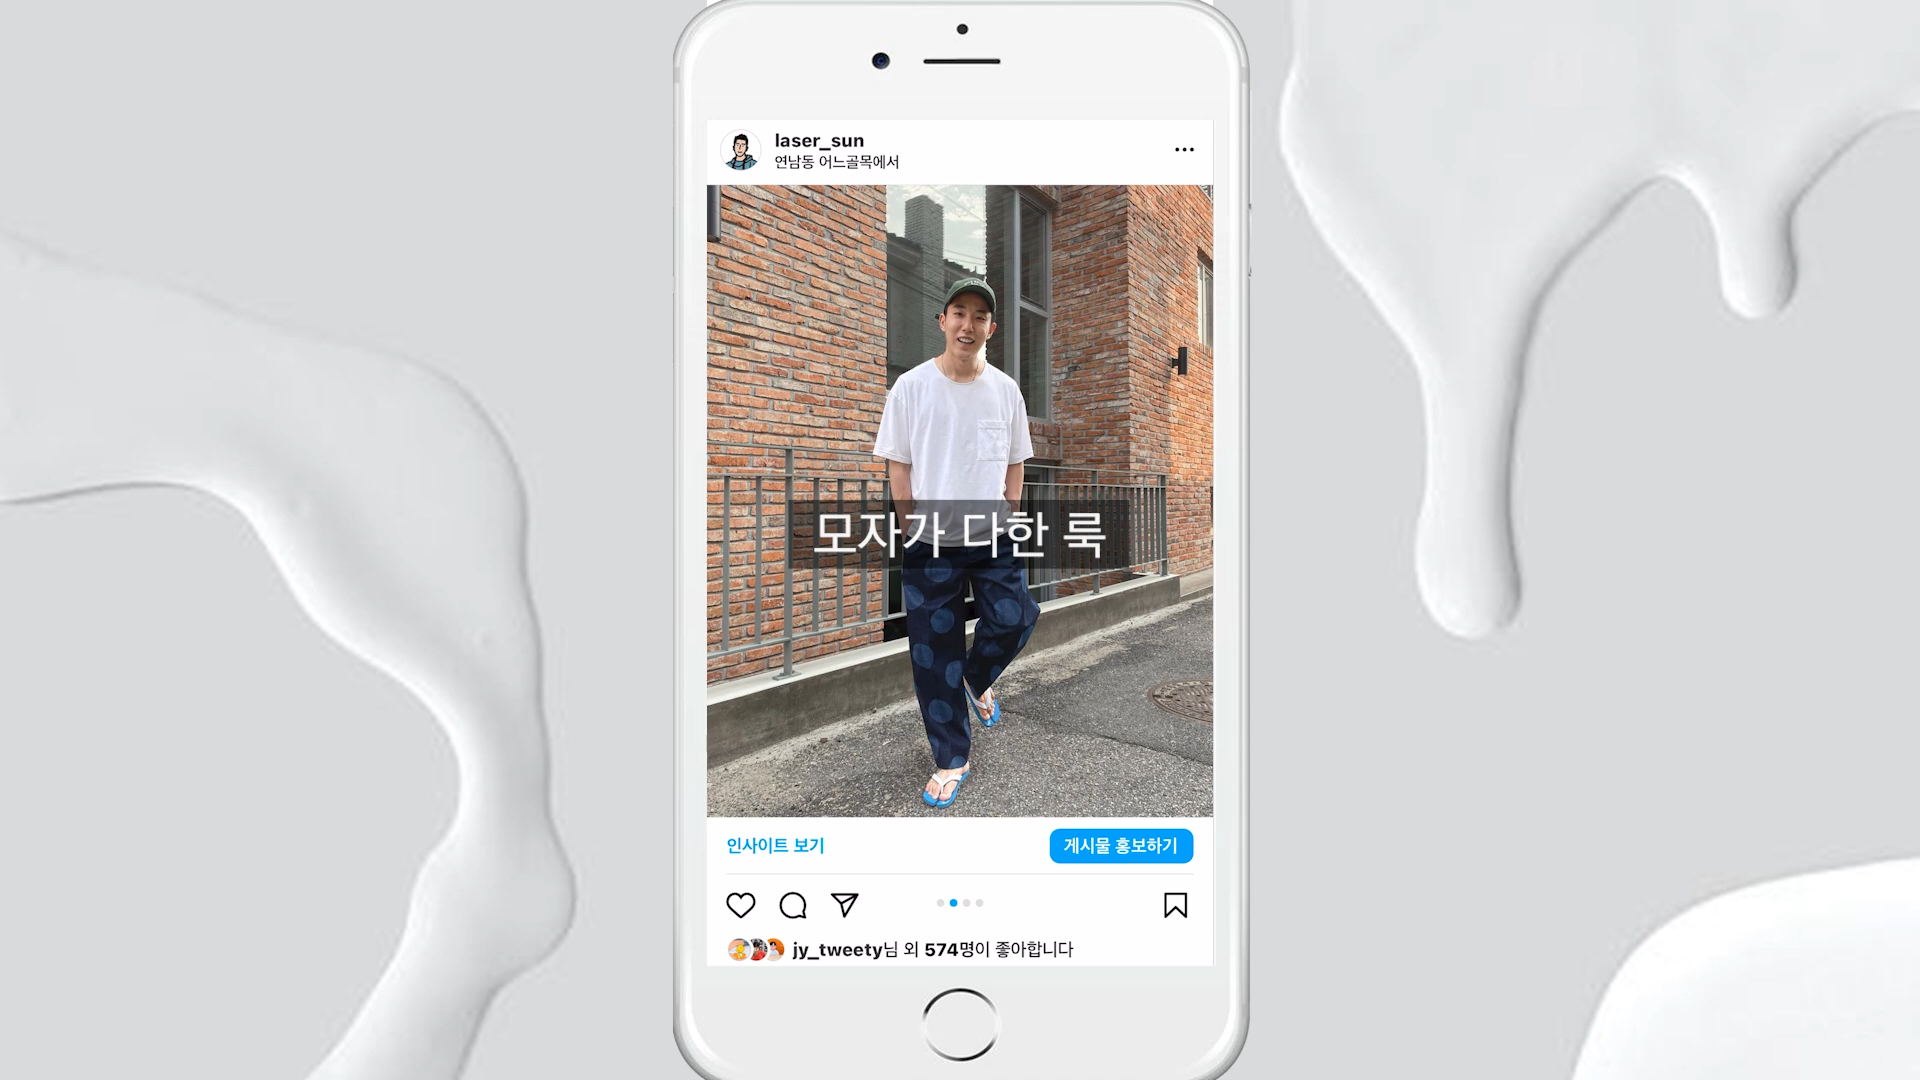 laser_sun
연남동 어느골목에서
모자가 다한 룩
인사이트 보기
게시물 홍보하기
jy_tweety님 외 574명이 좋아합니다